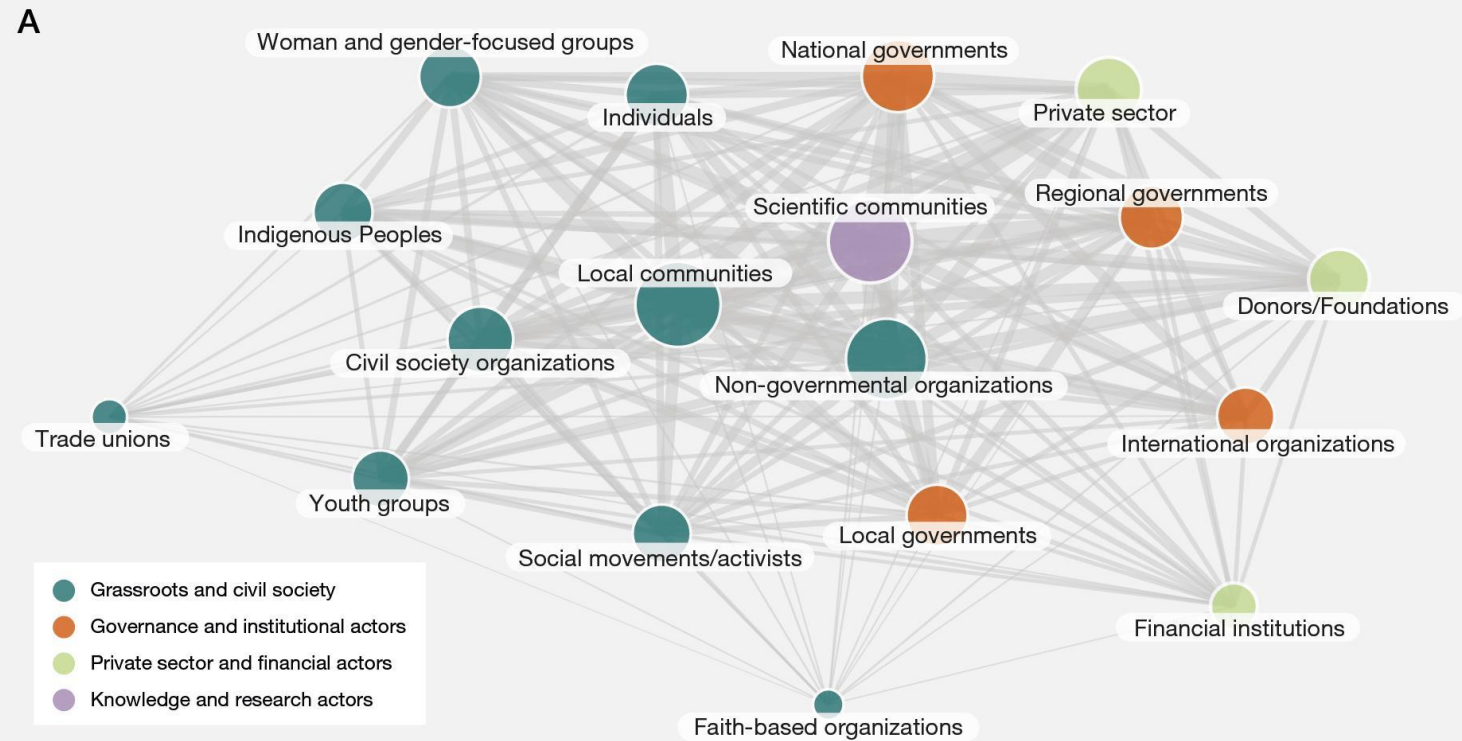 A
Woman and gender-focused groups
National governments
Individuals
Private sector
Scientific communities
Regional governments
Indigenous Peoples
Local communities
Donors/Foundations
Civil society organizations
Non-governmental organizations
Trade unions
International organizations
Youth groups
Local governments
Social movements/activists
Grassroots and civil society
Governance and institutional actors
Private sector and financial actors
Knowledge and research actors
Financial institutions
Faith-based organizations